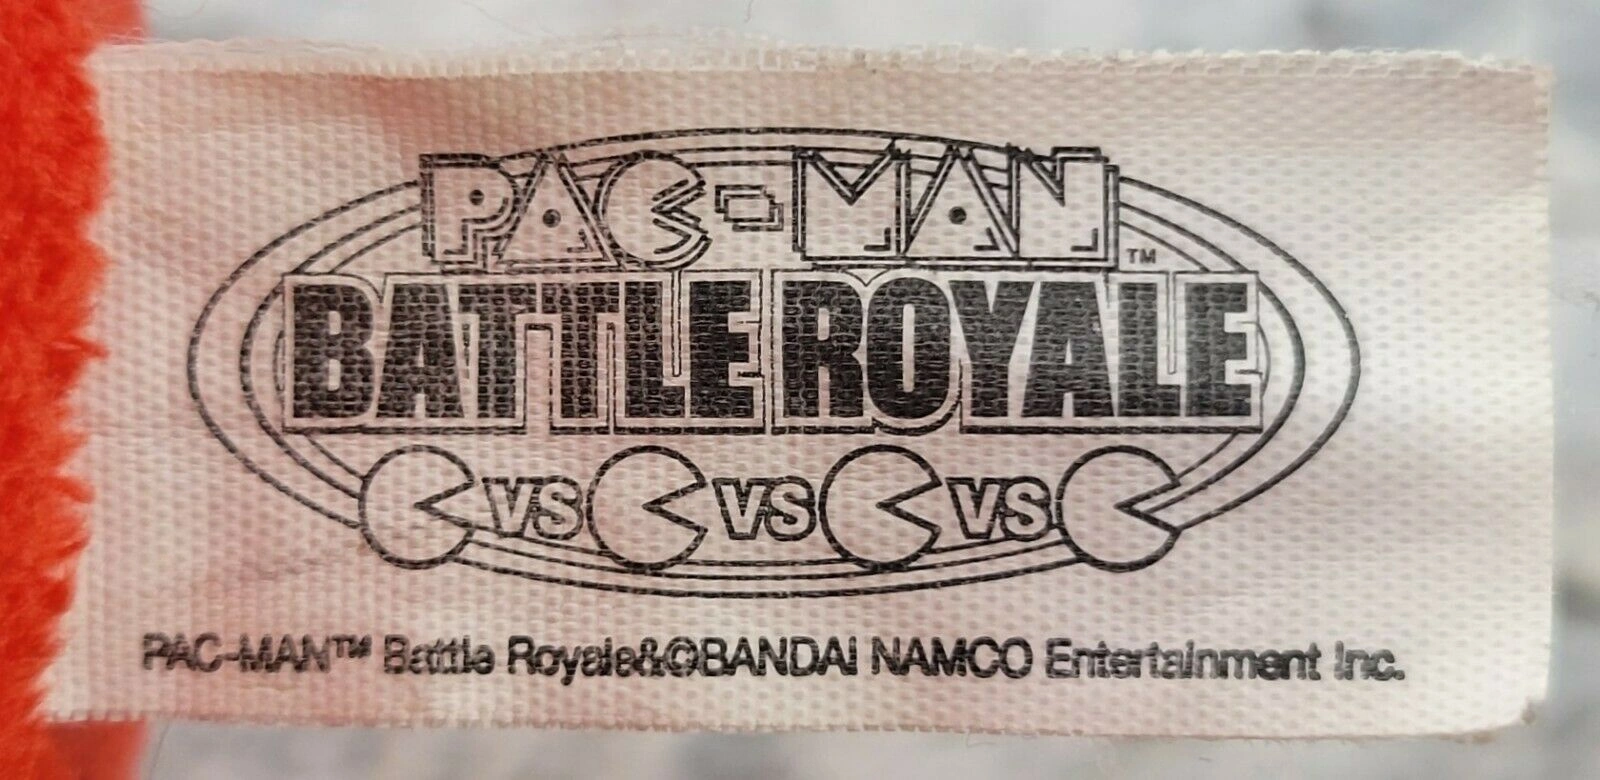 PAC-MAN™
BATTLE ROYALE
VS VS VS
PAC-MAN™ Battle Royale&©BANDAI NAMCO Entertainment Inc.